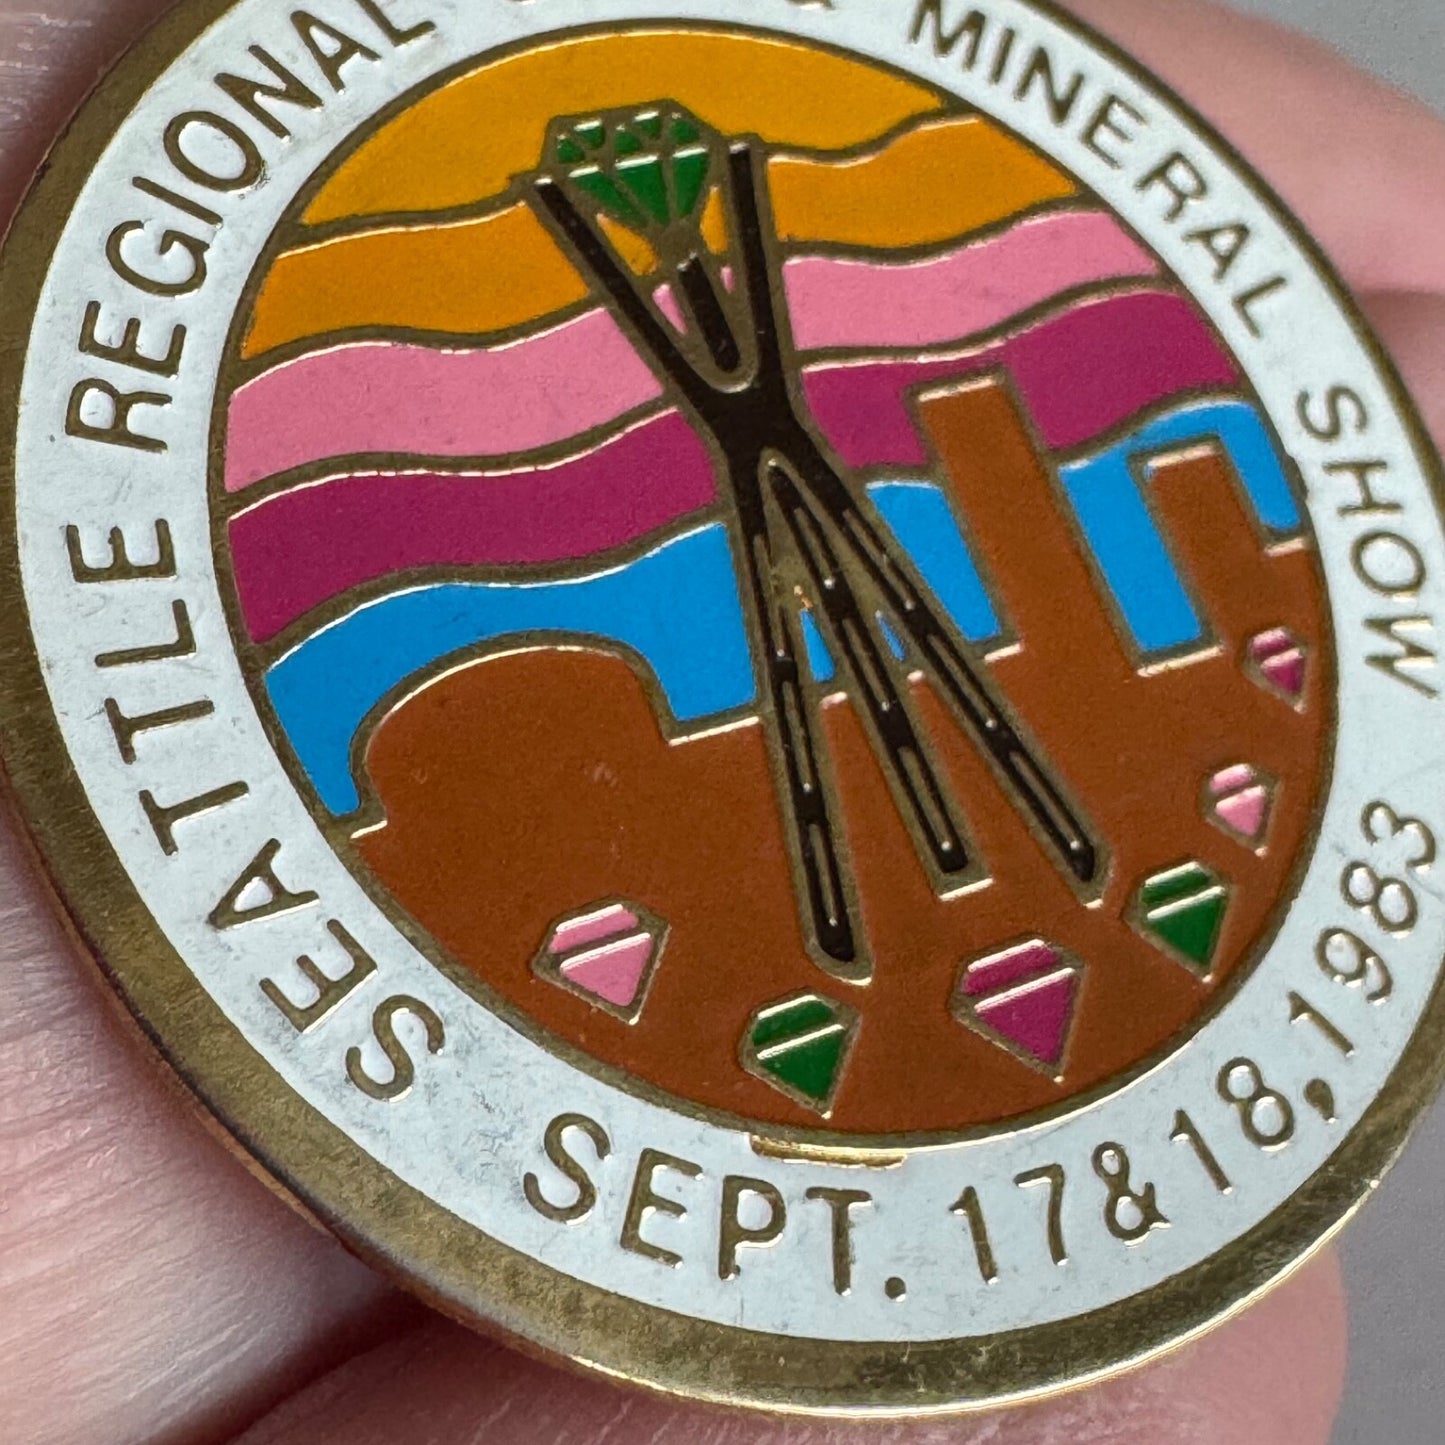 SEATTLE REGIONAL MINERAL SHOW
SEPT. 17 & 18, 1983